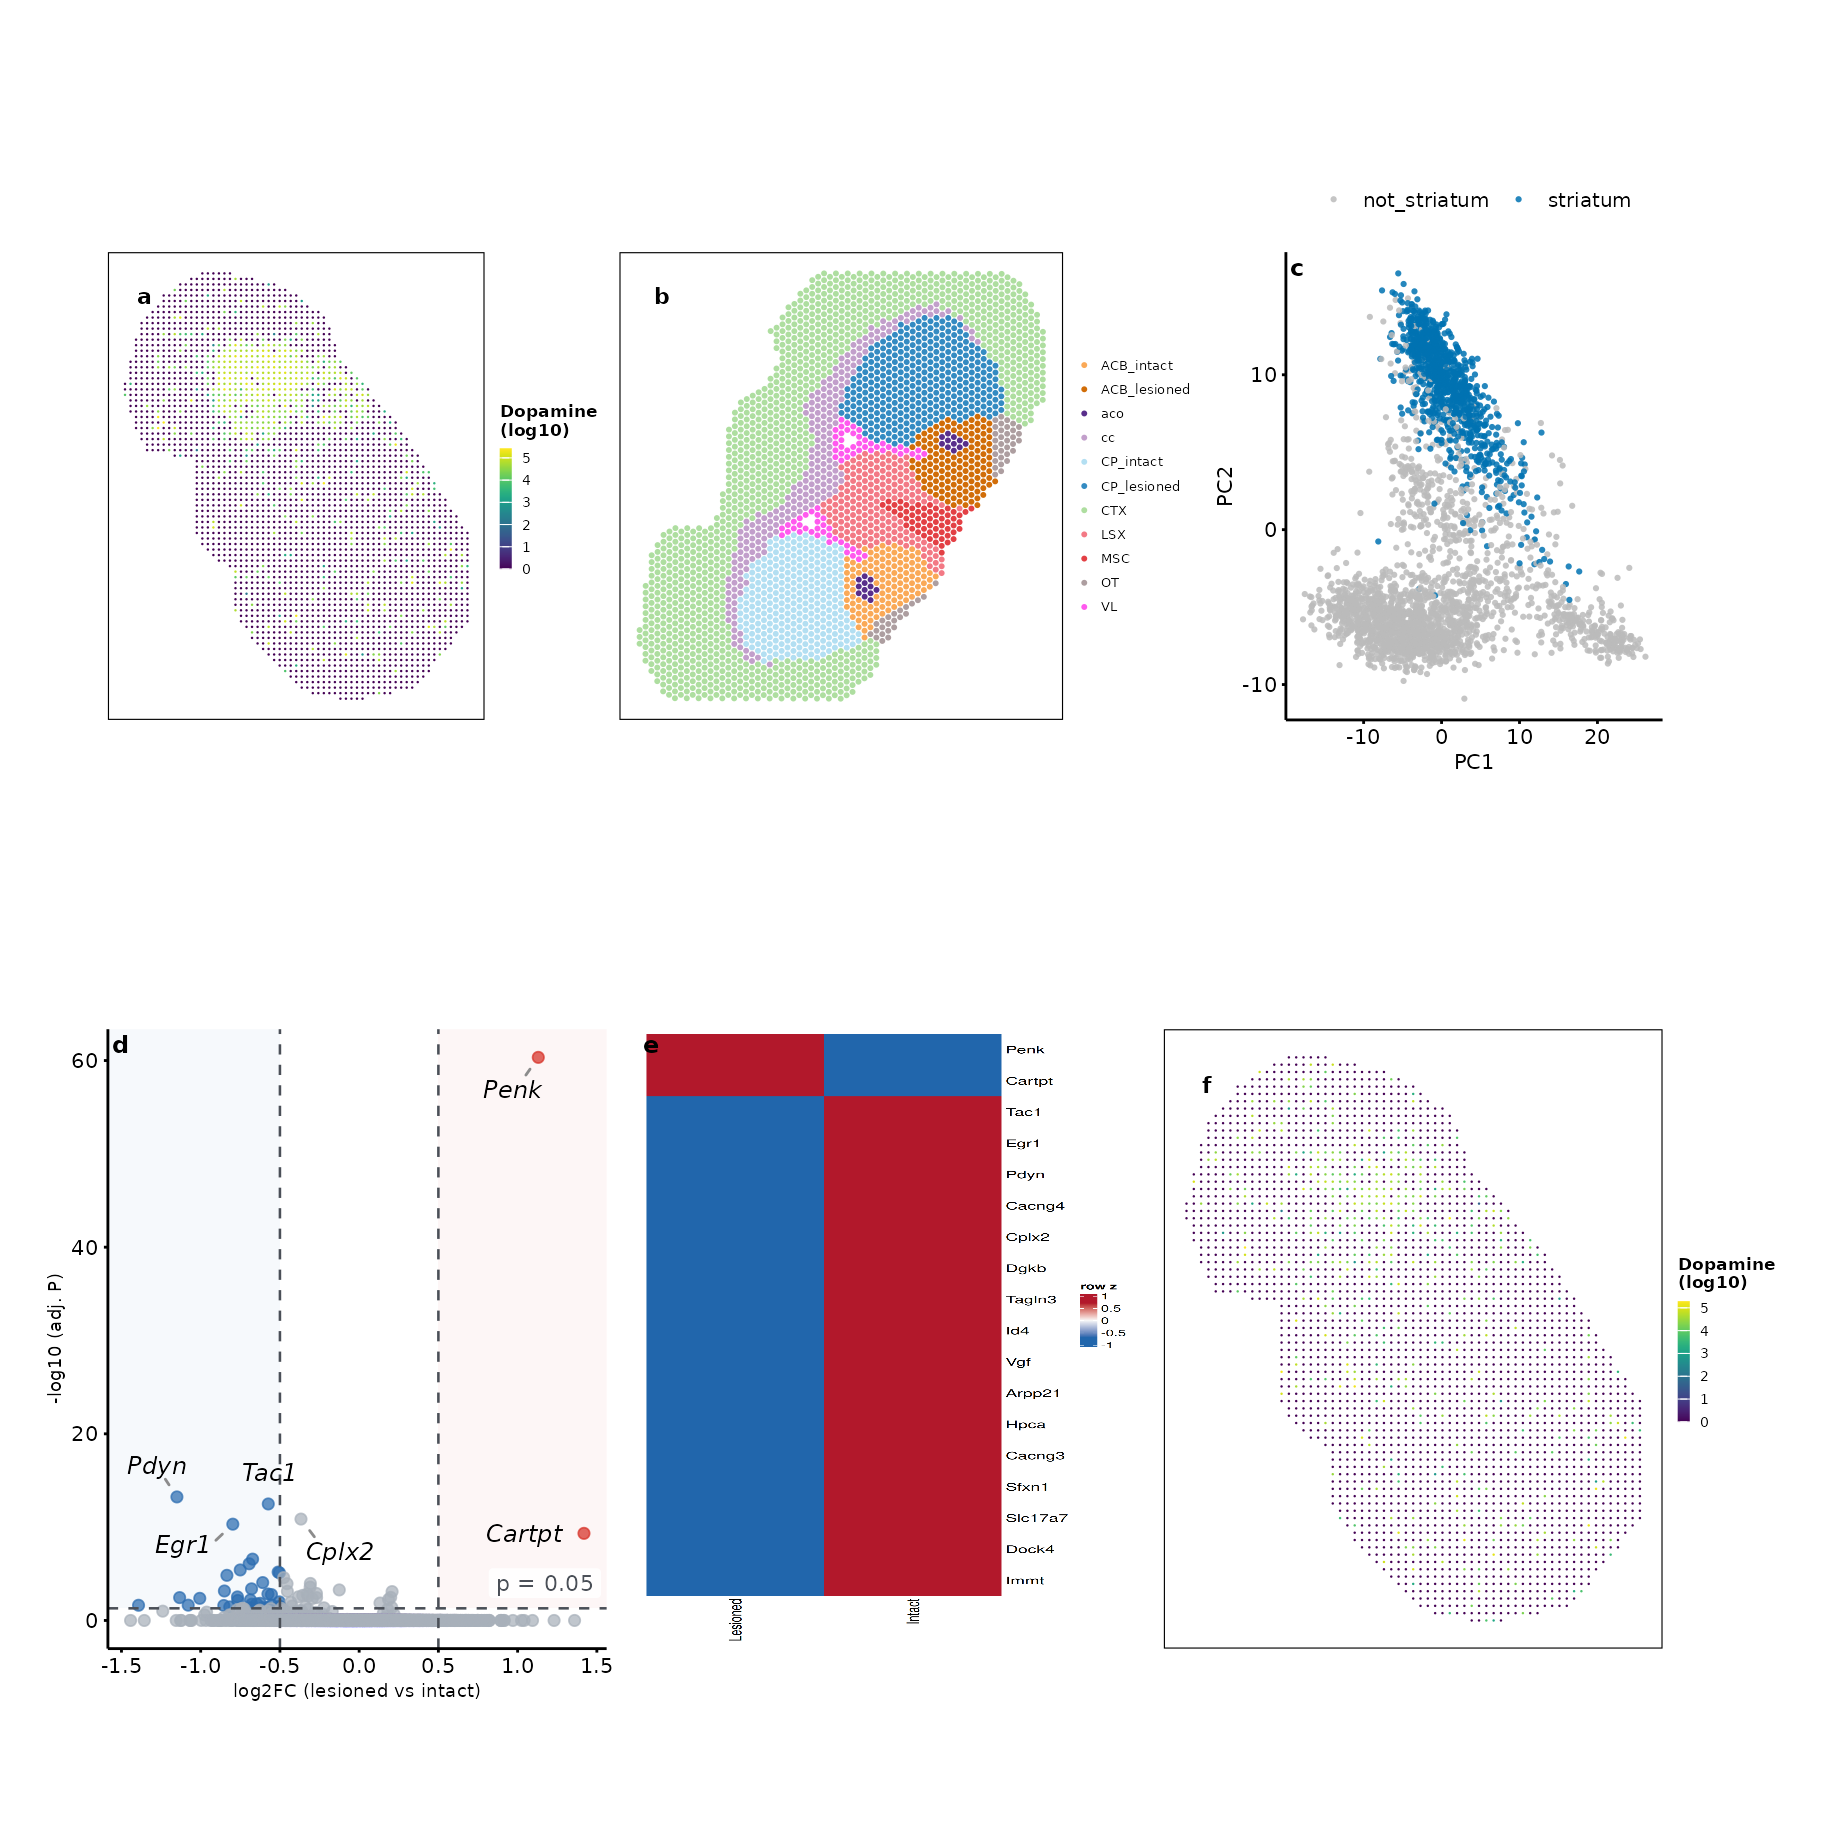 not_striatum striatum
a
Dopamine
(log10)
5
4
3
2
1
0
b
ACB_intact
ACB_lesioned
aco
cc
CP_intact
CP_lesioned
CTX
LSX
MSC
OT
VL
c
PC2
10
0
-10
-10 0 10 20
PC1
d
-log10 (adj. P)
60
40
20
0
Penk
Pdyn
Tac1
Egr1
Cplx2
Cartpt
p = 0.05
-1.5 -1.0 -0.5 0.0 0.5 1.0 1.5
log2FC (lesioned vs intact)
e
Penk
Cartpt
Tac1
Egr1
Pdyn
Cacng4
Cplx2
Dgkb
Tagln3
Id4
Vgf
Arpp21
Hpca
Cacng3
Sfxn1
Slc17a7
Dock4
Immt
Lesioned Intact
row z
1
0.5
0
-0.5
-1
f
Dopamine
(log10)
5
4
3
2
1
0